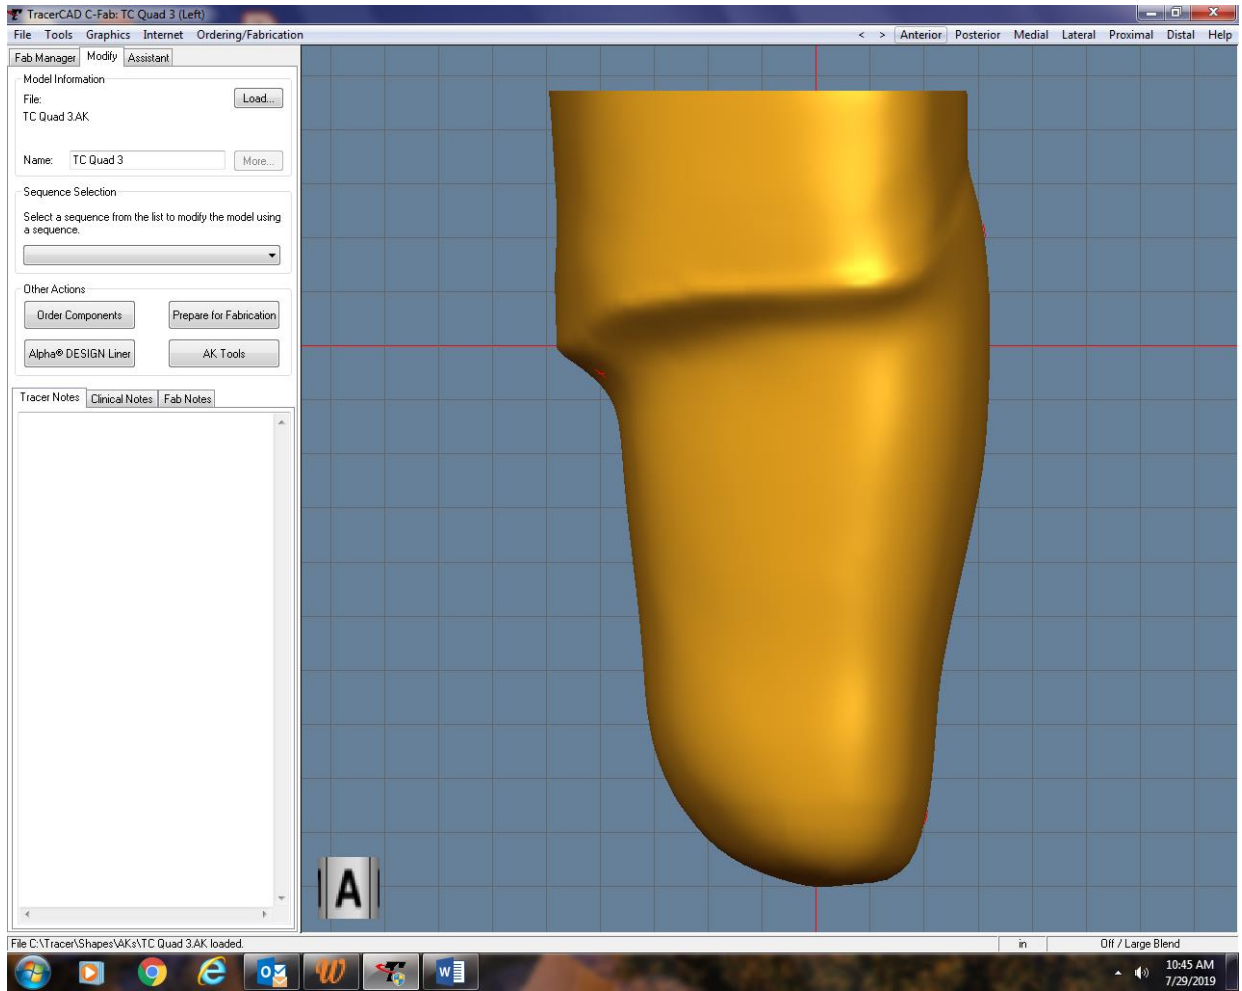 TracerCAD C-Fab: TC Quad 3 (Left)
File Tools Graphics Internet Ordering/Fabrication < > Anterior Posterior Medial Lateral Proximal Distal Help
Fab Manager Modify Assistant
Model Information
File: Load...
TC Quad 3.AK
Name: TC Quad 3 More...
Sequence Selection
Select a sequence from the list to modify the model using
a sequence.
Other Actions
Order Components Prepare for Fabrication
Alpha® DESIGN Liner AK Tools
Tracer Notes Clinical Notes Fab Notes
A
File C:\Tracer\Shapes\AKs\TC Quad 3.AK loaded. in Off / Large Blend
10:45 AM
7/29/2019